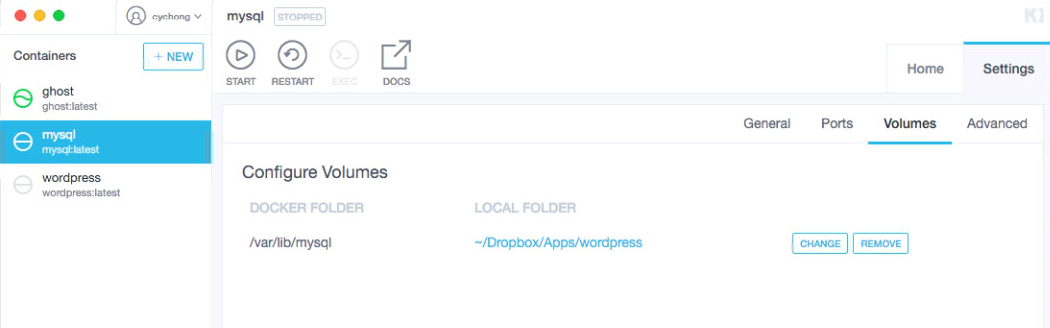 cychong
mysql STOPPED
Containers
+ NEW
START RESTART EXEC DOCS
Home Settings
ghost
ghost:latest
mysql
mysql:latest
wordpress
wordpress:latest
General Ports Volumes Advanced
Configure Volumes
DOCKER FOLDER LOCAL FOLDER
/var/lib/mysql ~/Dropbox/Apps/wordpress CHANGE REMOVE